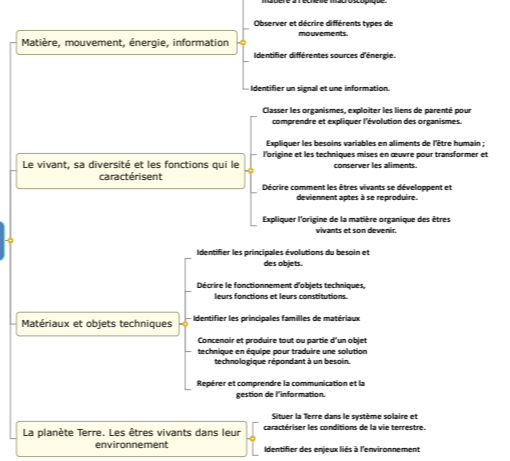 matière à l'échelle macroscopique.
Matière, mouvement, énergie, information
Observer et décrire différents types de
mouvements.
Identifier différentes sources d'énergie.
Identifier un signal et une information.
Le vivant, sa diversité et les fonctions qui le
caractérisent
Classer les organismes, exploiter les liens de parenté pour
comprendre et expliquer l'évolution des organismes.
Expliquer les besoins variables en aliments de l'être humain ;
l'origine et les techniques mises en œuvre pour transformer et
conserver les aliments.
Décrire comment les êtres vivants se développent et
deviennent aptes à se reproduire.
Expliquer l'origine de la matière organique des êtres
vivants et son devenir.
Matériaux et objets techniques
Identifier les principales évolutions du besoin et
des objets.
Décrire le fonctionnement d'objets techniques,
leurs fonctions et leurs constitutions.
Identifier les principales familles de matériaux
Concenoir et produire tout ou partie d'un objet
technique en équipe pour traduire une solution
technologique répondant à un besoin.
Repérer et comprendre la communication et la
gestion de l'information.
La planète Terre. Les êtres vivants dans leur
environnement
Situer la Terre dans le système solaire et
caractériser les conditions de la vie terrestre.
Identifier des enjeux liés à l'environnement